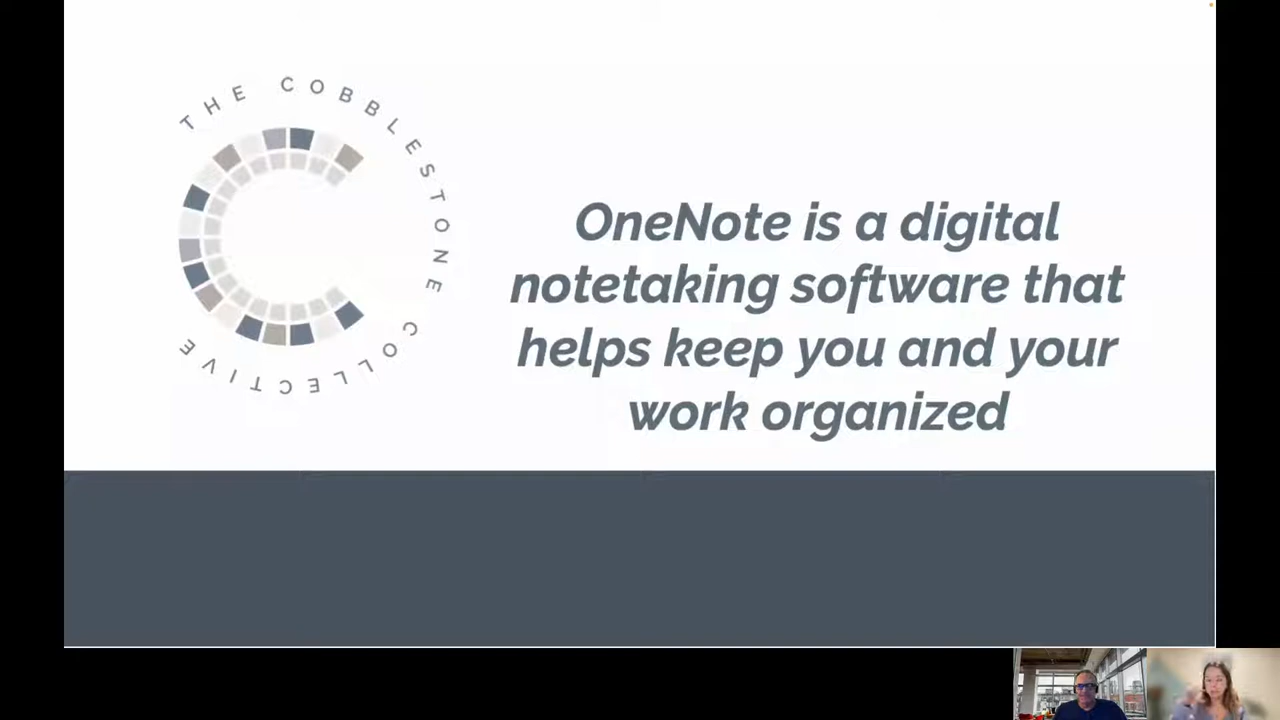 THE COBBLESTONE COLLECTIVE
OneNote is a digital
notetaking software that
helps keep you and your
work organized